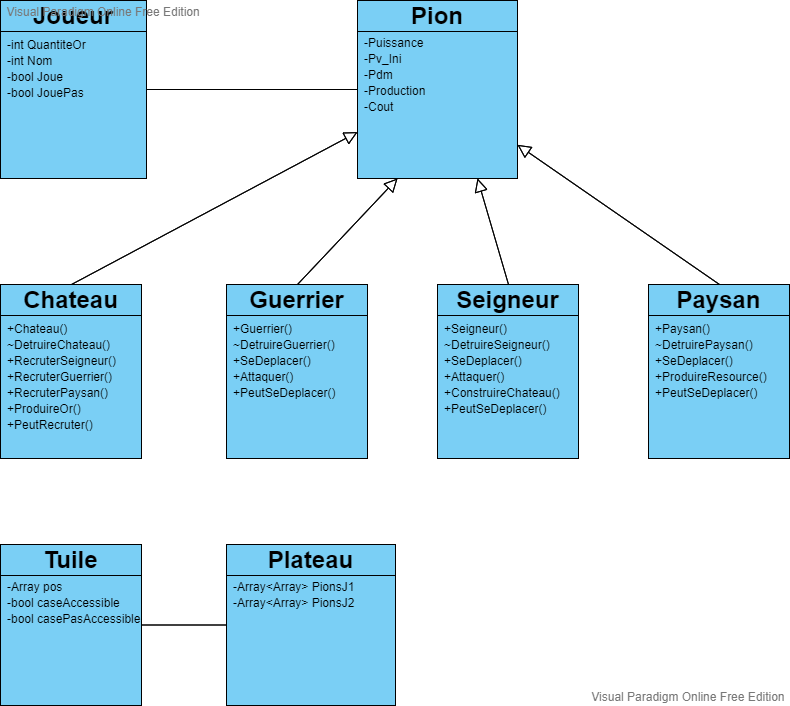 Visual Paradigm Online Free Edition
Joueur
-int QuantiteOr
-int Nom
-bool Joue
-bool JouePas
Pion
-Puissance
-Pv_Ini
-Pdm
-Production
-Cout
Chateau
+Chateau()
~DetruireChateau()
+RecruterSeigneur()
+RecruterGuerrier()
+RecruterPaysan()
+ProduireOr()
+PeutRecruter()
Guerrier
+Guerrier()
~DetruireGuerrier()
+SeDeplacer()
+Attaquer()
+PeutSeDeplacer()
Seigneur
+Seigneur()
~DetruireSeigneur()
+SeDeplacer()
+Attaquer()
+ConstruireChateau()
+PeutSeDeplacer()
Paysan
+Paysan()
~DetruirePaysan()
+SeDeplacer()
+ProduireResource()
+PeutSeDeplacer()
Tuile
-Array pos
-bool caseAccessible
-bool casePasAccessible
Plateau
-Array<Array> PionsJ1
-Array<Array> PionsJ2
Visual Paradigm Online Free Edition